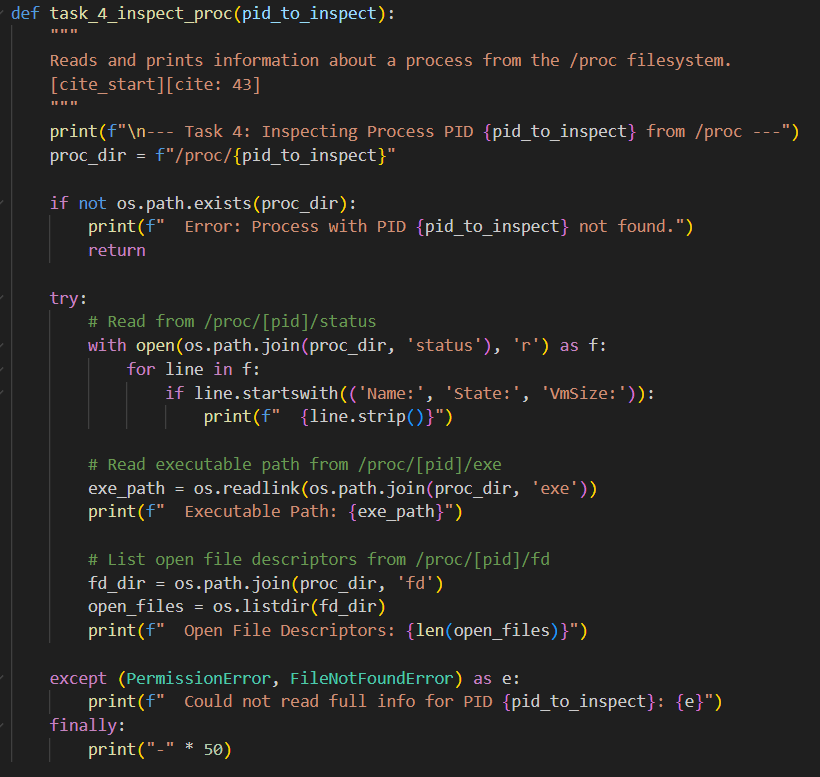 def task_4_inspect_proc(pid_to_inspect):
    """
    Reads and prints information about a process from the /proc filesystem.
    [cite_start][cite: 43]
    """
    print(f"\n--- Task 4: Inspecting Process PID {pid_to_inspect} from /proc ---")
    proc_dir = f"/proc/{pid_to_inspect}"

    if not os.path.exists(proc_dir):
        print(f"  Error: Process with PID {pid_to_inspect} not found.")
        return

    try:
        # Read from /proc/[pid]/status
        with open(os.path.join(proc_dir, 'status'), 'r') as f:
            for line in f:
                if line.startswith(('Name:', 'State:', 'VmSize:')):
                    print(f"  {line.strip()}")

        # Read executable path from /proc/[pid]/exe
        exe_path = os.readlink(os.path.join(proc_dir, 'exe'))
        print(f"  Executable Path: {exe_path}")

        # List open file descriptors from /proc/[pid]/fd
        fd_dir = os.path.join(proc_dir, 'fd')
        open_files = os.listdir(fd_dir)
        print(f"  Open File Descriptors: {len(open_files)}")

    except (PermissionError, FileNotFoundError) as e:
        print(f"  Could not read full info for PID {pid_to_inspect}: {e}")
    finally:
        print("-" * 50)